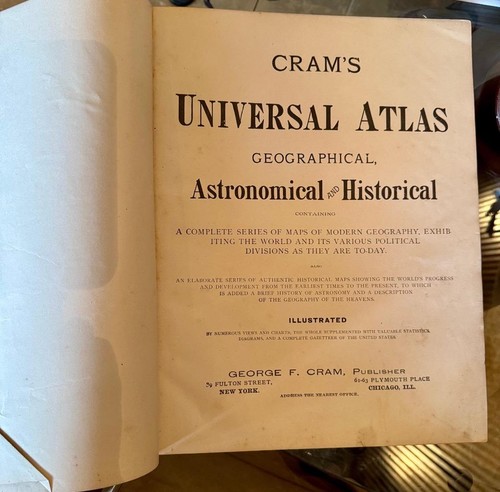 CRAM'S
UNIVERSAL ATLAS
GEOGRAPHICAL,
Astronomical AND Historical
CONTAINING
A COMPLETE SERIES OF MAPS OF MODERN GEOGRAPHY, EXHIB
ITING THE WORLD AND ITS VARIOUS POLITICAL
DIVISIONS AS THEY ARE TO-DAY.
ALSO
AN ELABORATE SERIES OF AUTHENTIC HISTORICAL MAPS SHOWING THE WORLD'S PROGRESS
AND DEVELOPMENT FROM THE EARLIEST TIMES TO THE PRESENT, TO WHICH
IS ADDED A BRIEF HISTORY OF ASTRONOMY AND A DESCRIPTION
OF THE GEOGRAPHY OF THE HEAVENS.
ILLUSTRATED
BY NUMEROUS VIEWS AND CHARTS; THE WHOLE SUPPLEMENTED WITH VALUABLE STATISTICS,
DIAGRAMS, AND A COMPLETE GAZETTEER OF THE UNITED STATES.
GEORGE F. CRAM, PUBLISHER
FULTON STREET,
NEW YORK.
61-63 PLYMOUTH PLACE
CHICAGO, ILL.
ADDRESS THE NEAREST OFFICE.